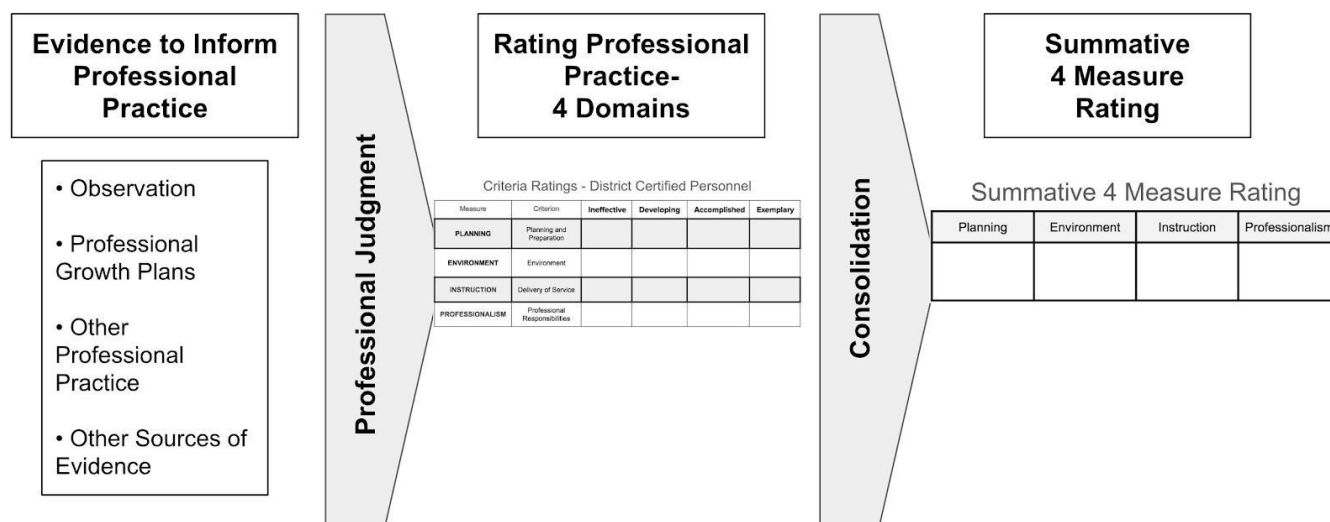 Evidence to Inform
Professional
Practice
• Observation
• Professional
Growth Plans
• Other
Professional
Practice
• Other Sources of
Evidence
Professional Judgment
Rating Professional
Practice-
4 Domains
Criteria Ratings - District Certified Personnel
Measure Criterion Ineffective Developing Accomplished Exemplary
PLANNING Planning and
Preparation
ENVIRONMENT Environment
INSTRUCTION Delivery of Service
PROFESSIONALISM Professional
Responsibilities
Consolidation
Summative
4 Measure
Rating
Summative 4 Measure Rating
Planning Environment Instruction Professionalism